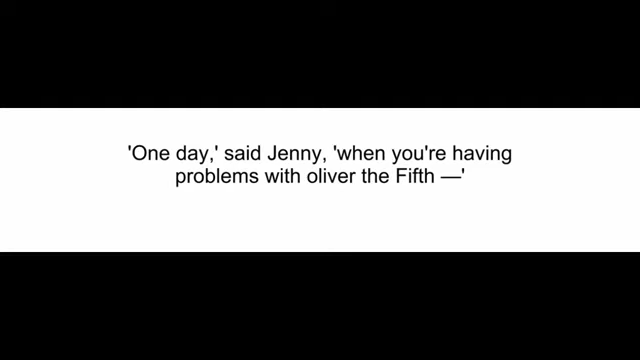 'One day,' said Jenny, 'when you're having
problems with oliver the Fifth —'